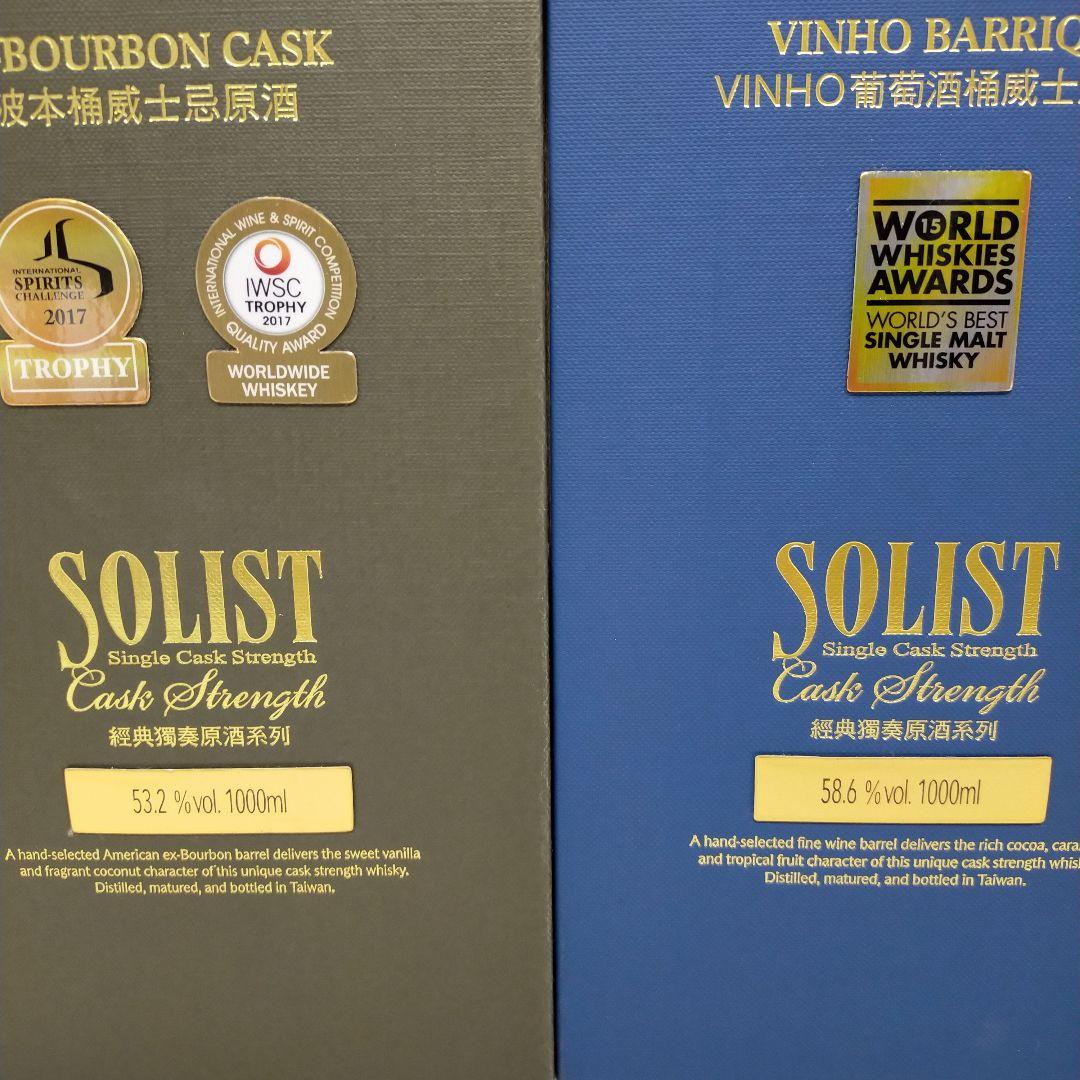 -BOURBON CASK
波本桶威士忌原酒
INTERNATIONAL
SPIRITS
CHALLENGE
2017
TROPHY
INTERNATIONAL WINE & SPIRIT COMPETITION
IWSC
TROPHY
2017
QUALITY AWARD
WORLDWIDE
WHISKEY
SOLIST
Single Cask Strength
Cask Strength
經典獨奏原酒系列
53.2 %vol. 1000ml
A hand-selected American ex-Bourbon barrel delivers the sweet vanilla
and fragrant coconut character of this unique cask strength whisky.
Distilled, matured, and bottled in Taiwan.
VINHO BARRIQ
VINHO葡萄酒桶威士
15
WORLD
WHISKIES
AWARDS
WORLD'S BEST
SINGLE MALT
WHISKY
SOLIST
Single Cask Strength
Cask Strength
經典獨奏原酒系列
58.6 %vol. 1000ml
A hand-selected fine wine barrel delivers the rich cocoa, cara
and tropical fruit character of this unique cask strength whis
Distilled, matured, and bottled in Taiwan.